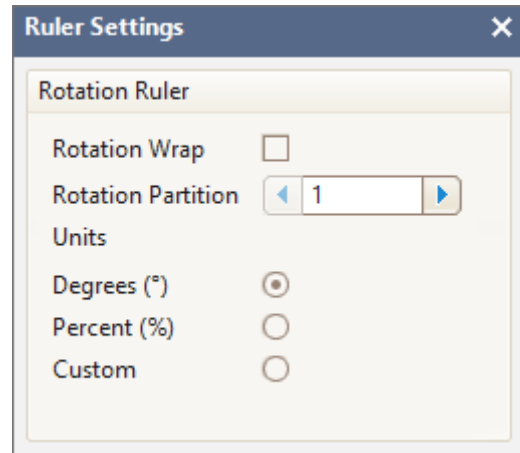 Ruler Settings
Rotation Ruler
Rotation Wrap
Rotation Partition 1
Units
Degrees (°)
Percent (%)
Custom